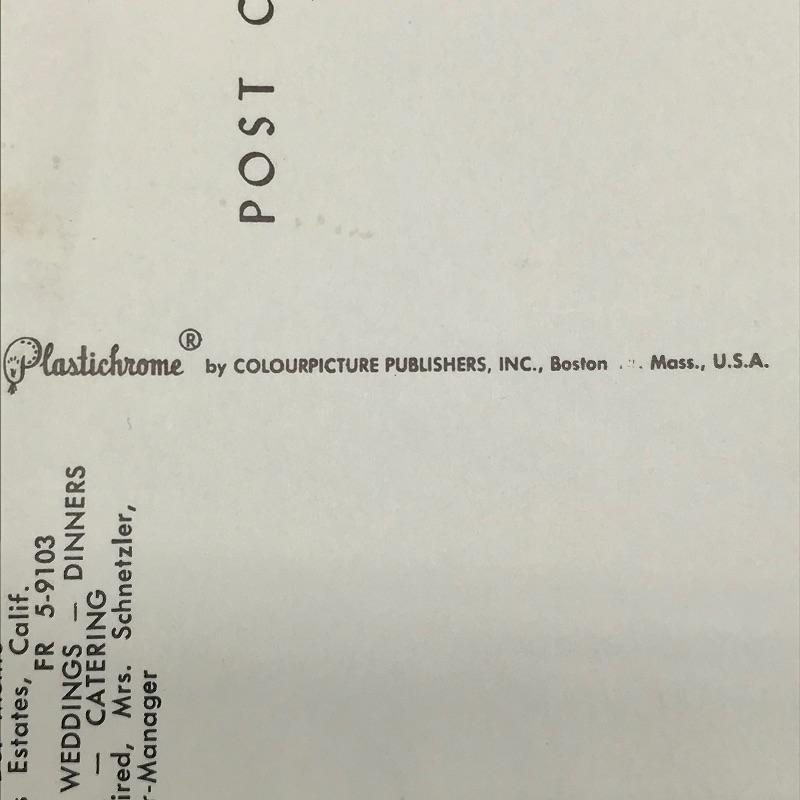 POST
Plastichrome® by COLOURPICTURE PUBLISHERS, INC., Boston Mass., U.S.A.
Estates, Calif.
FR 5-9103
WEDDINGS — DINNERS
— CATERING
Mrs. Schnetzler,
-Manager